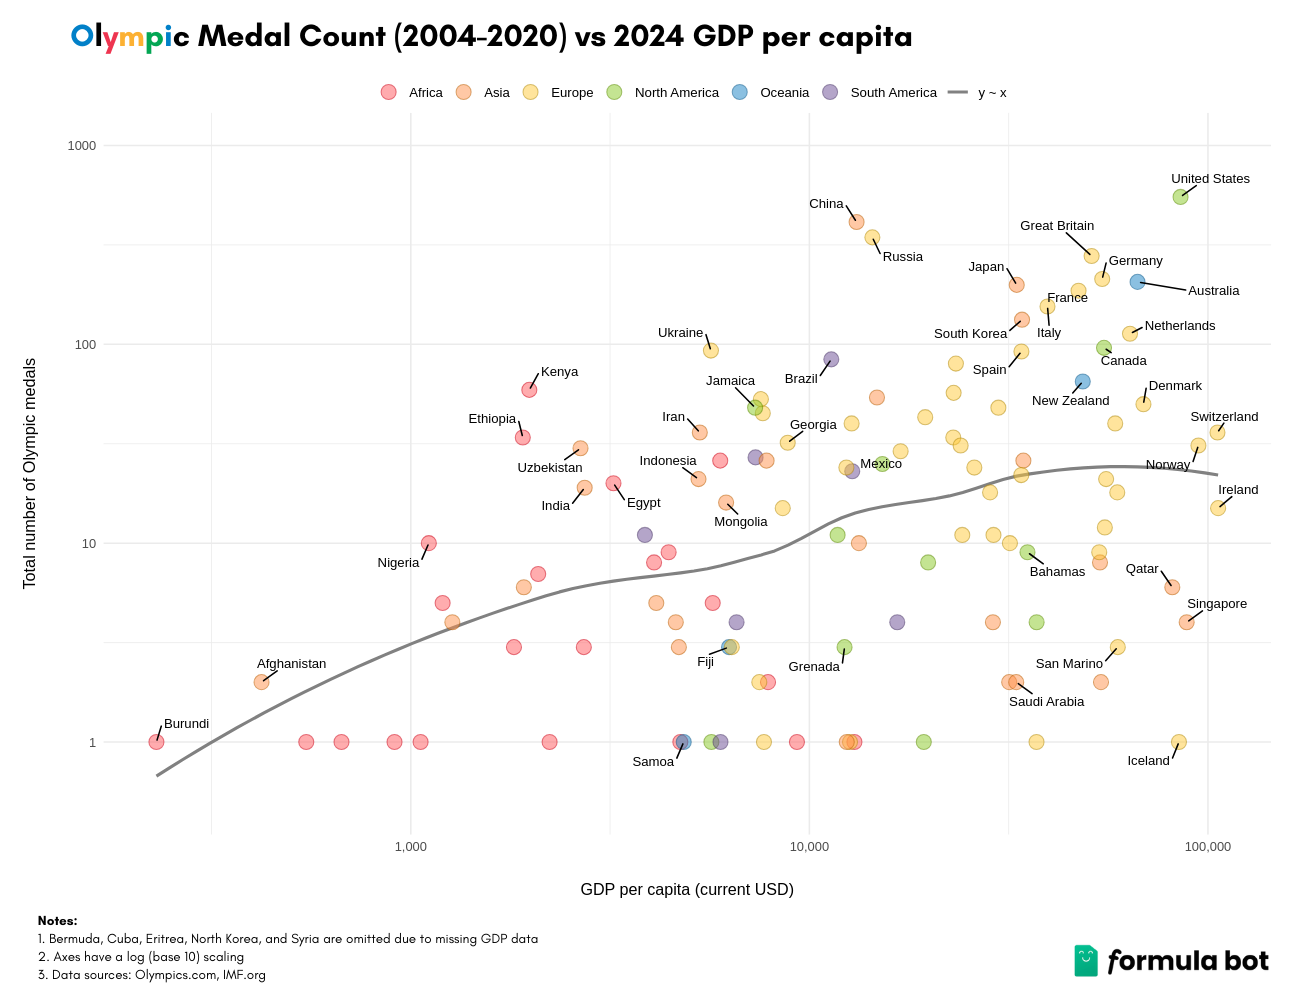 Olympic Medal Count (2004-2020) vs 2024 GDP per capita
Africa Asia Europe North America Oceania South America y ~ x
Total number of Olympic medals
1000
100
10
1
United States
China
Great Britain
Russia
Germany
Japan
Australia
France
Netherlands
South Korea
Italy
Ukraine
Canada
Spain
Kenya
Jamaica
Brazil
Denmark
New Zealand
Ethiopia
Iran
Georgia
Switzerland
Uzbekistan
Indonesia
Mexico
Norway
India
Egypt
Mongolia
Ireland
Nigeria
Bahamas
Qatar
Singapore
Afghanistan
Fiji
Grenada
San Marino
Saudi Arabia
Burundi
Samoa
Iceland
1,000
10,000
100,000
GDP per capita (current USD)
Notes:
1. Bermuda, Cuba, Eritrea, North Korea, and Syria are omitted due to missing GDP data
2. Axes have a log (base 10) scaling
3. Data sources: Olympics.com, IMF.org
formula bot